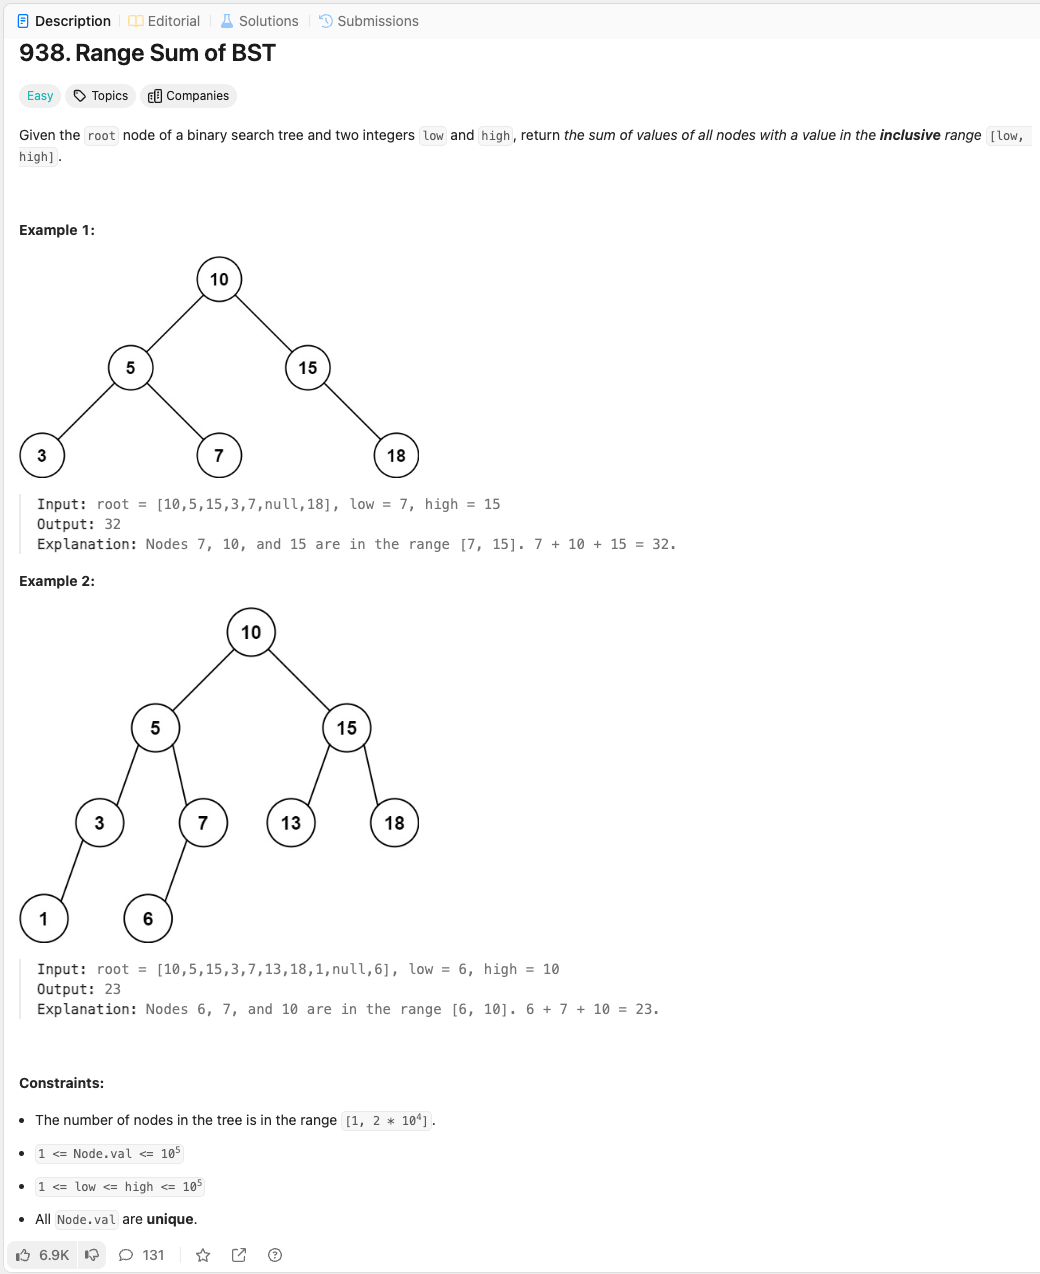 Description Editorial Solutions Submissions
938. Range Sum of BST
Easy Topics Companies
Given the root node of a binary search tree and two integers low and high, return the sum of values of all nodes with a value in the inclusive range [low,
high].
Example 1:
10
5 15
3 7 18
Input: root = [10,5,15,3,7,null,18], low = 7, high = 15
Output: 32
Explanation: Nodes 7, 10, and 15 are in the range [7, 15]. 7 + 10 + 15 = 32.
Example 2:
10
5 15
3 7 13 18
1 6
Input: root = [10,5,15,3,7,13,18,1,null,6], low = 6, high = 10
Output: 23
Explanation: Nodes 6, 7, and 10 are in the range [6, 10]. 6 + 7 + 10 = 23.
Constraints:
• The number of nodes in the tree is in the range [1, 2 * 10⁴].
• 1 <= Node.val <= 10⁵
• 1 <= low <= high <= 10⁵
• All Node.val are unique.
6.9K 131